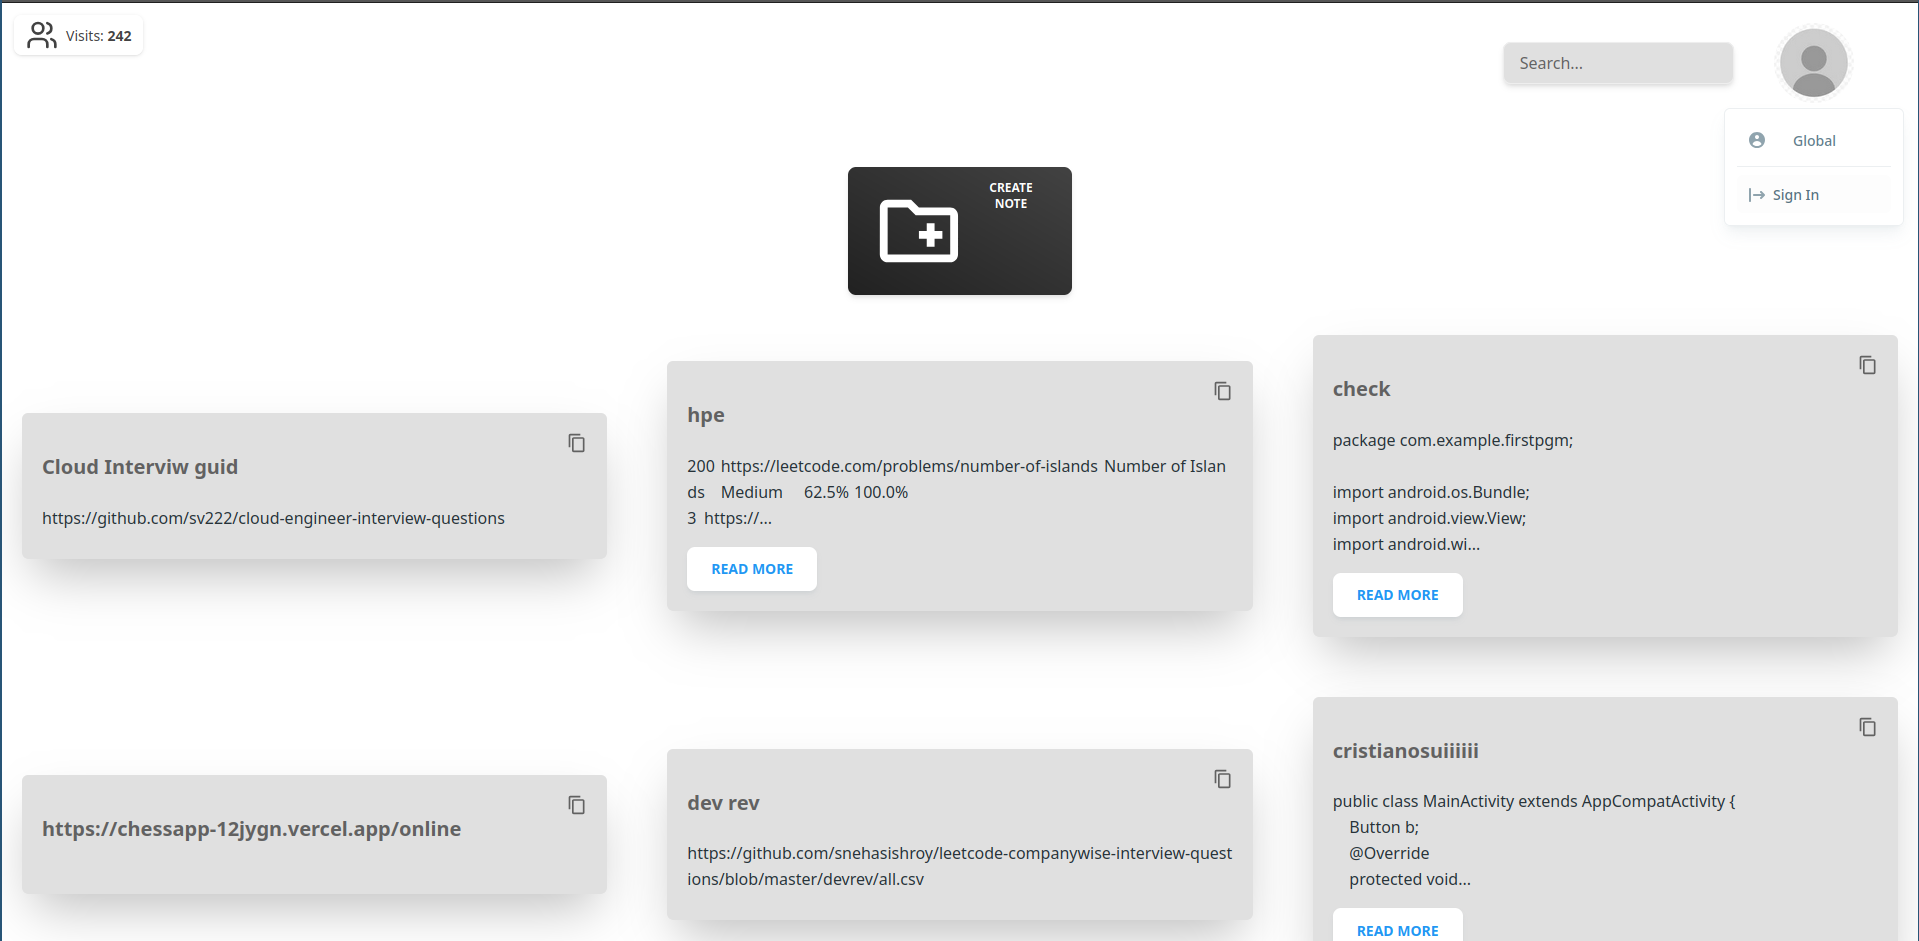 Visits: 242
Search...
Global
Sign In
CREATE
NOTE
Cloud Interviw guid
https://github.com/sv222/cloud-engineer-interview-questions
hpe
200 https://leetcode.com/problems/number-of-islands Number of Islan
ds Medium 62.5% 100.0%
3 https://...
READ MORE
check
package com.example.firstpgm;
import android.os.Bundle;
import android.view.View;
import android.wi...
READ MORE
https://chessapp-12jygn.vercel.app/online
dev rev
https://github.com/snehasishroy/leetcode-companywise-interview-quest
ions/blob/master/devrev/all.csv
cristianosuiiiiii
public class MainActivity extends AppCompatActivity {
Button b;
@Override
protected void...
READ MORE